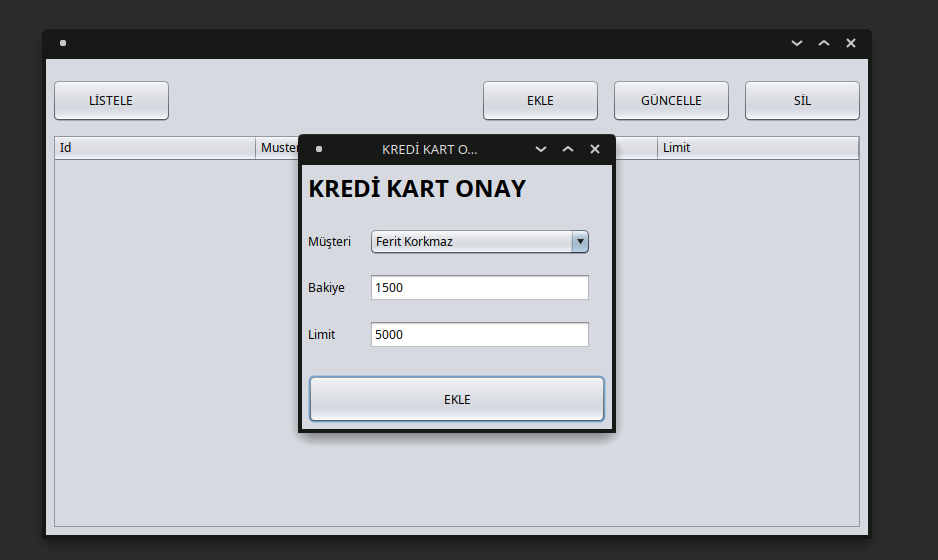 LİSTELE
EKLE
GÜNCELLE
SİL
Id
Limit
KREDİ KART O...
KREDİ KART ONAY
Müşteri
Ferit Korkmaz
Bakiye
1500
Limit
5000
EKLE